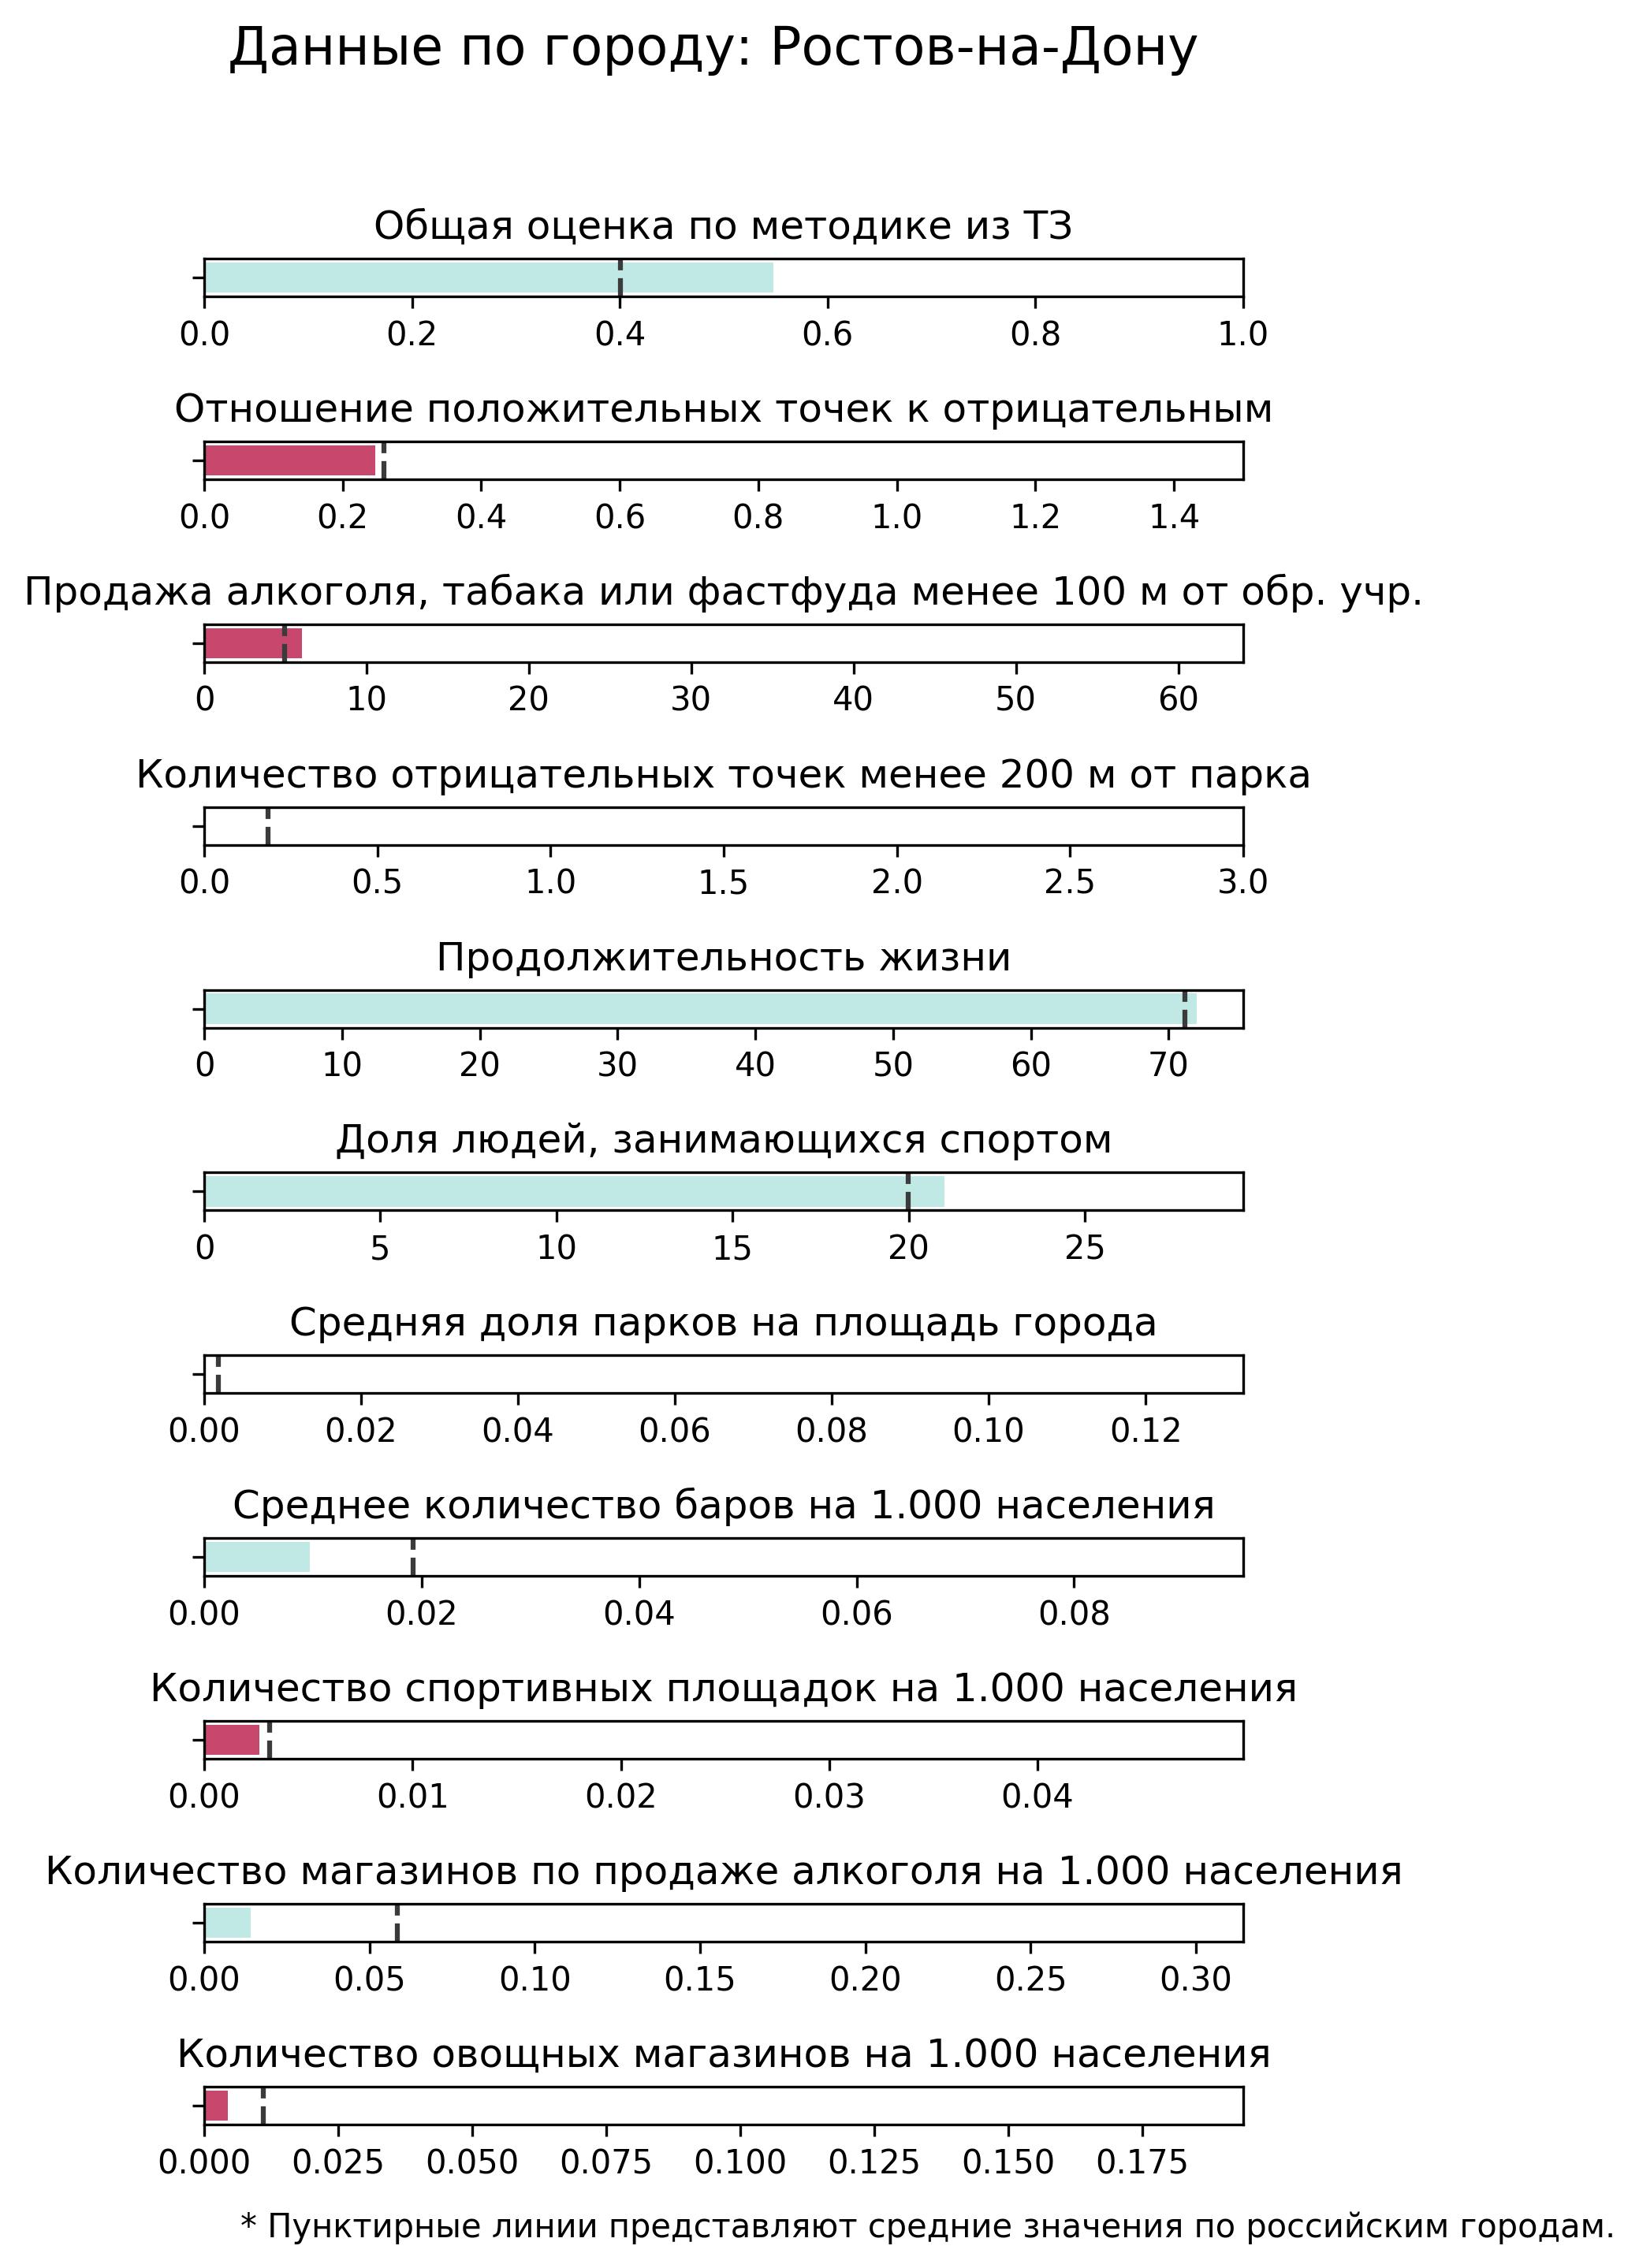 Данные по городу: Ростов-на-Дону
Общая оценка по методике из ТЗ
0.0 0.2 0.4 0.6 0.8 1.0
Отношение положительных точек к отрицательным
0.0 0.2 0.4 0.6 0.8 1.0 1.2 1.4
Продажа алкоголя, табака или фастфуда менее 100 м от обр. учр.
0 10 20 30 40 50 60
Количество отрицательных точек менее 200 м от парка
0.0 0.5 1.0 1.5 2.0 2.5 3.0
Продолжительность жизни
0 10 20 30 40 50 60 70
Доля людей, занимающихся спортом
0 5 10 15 20 25
Средняя доля парков на площадь города
0.00 0.02 0.04 0.06 0.08 0.10 0.12
Среднее количество баров на 1.000 населения
0.00 0.02 0.04 0.06 0.08
Количество спортивных площадок на 1.000 населения
0.00 0.01 0.02 0.03 0.04
Количество магазинов по продаже алкоголя на 1.000 населения
0.00 0.05 0.10 0.15 0.20 0.25 0.30
Количество овощных магазинов на 1.000 населения
0.000 0.025 0.050 0.075 0.100 0.125 0.150 0.175
* Пунктирные линии представляют средние значения по российским городам.